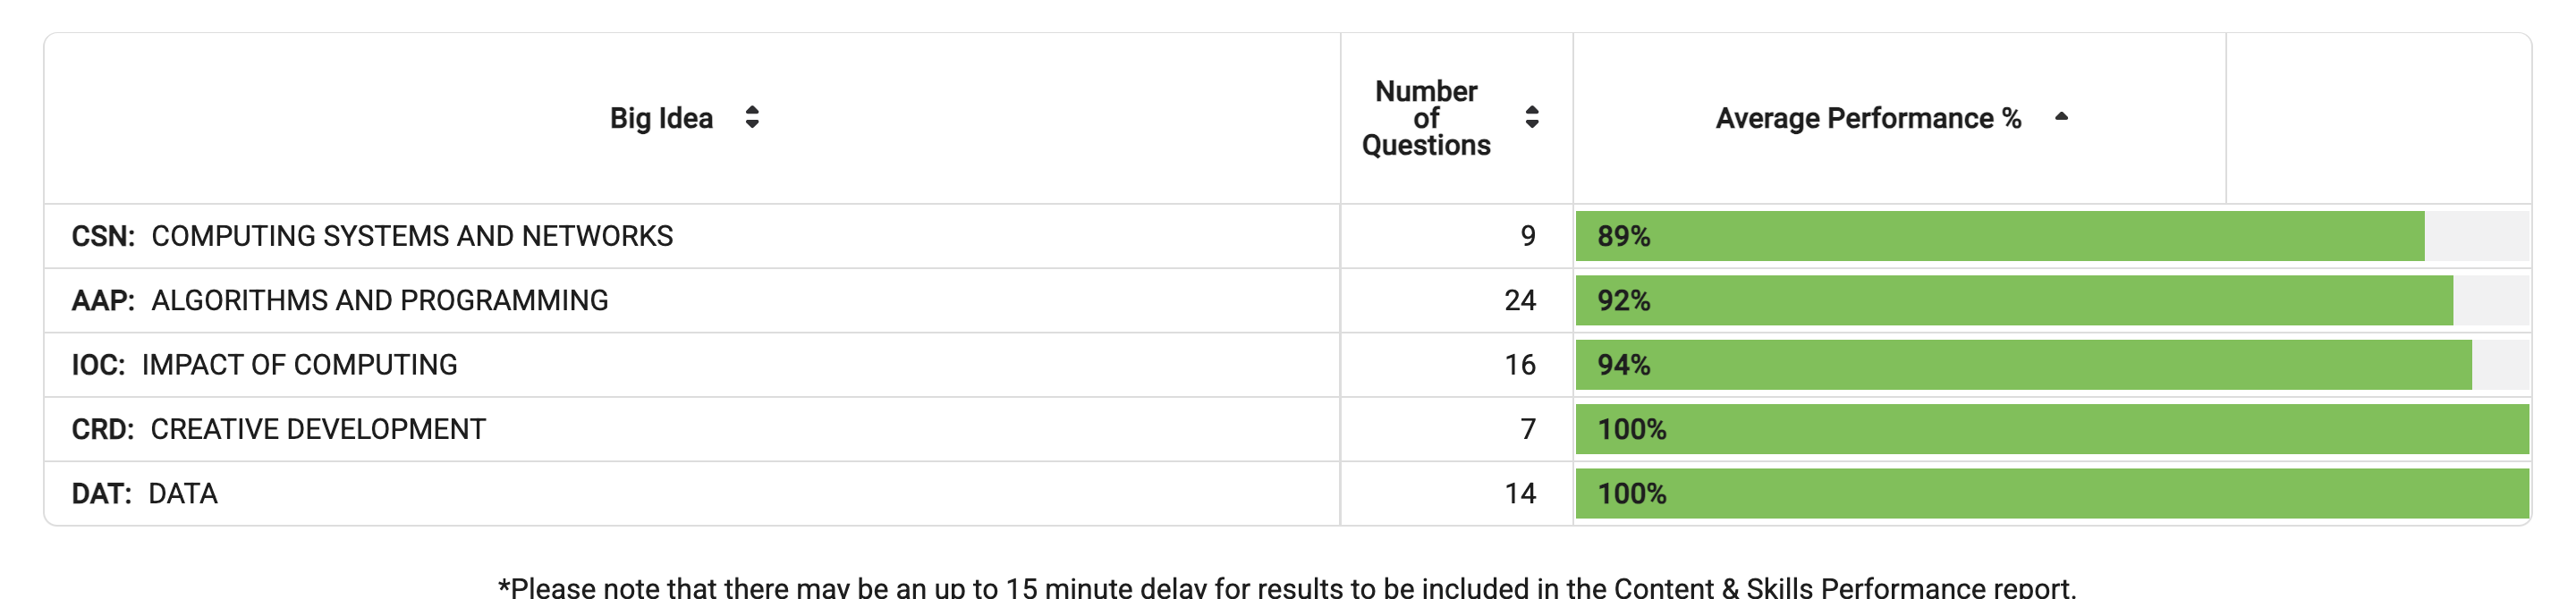 Big Idea
Number
of
Questions
Average Performance %
CSN: COMPUTING SYSTEMS AND NETWORKS 9 89%
AAP: ALGORITHMS AND PROGRAMMING 24 92%
IOC: IMPACT OF COMPUTING 16 94%
CRD: CREATIVE DEVELOPMENT 7 100%
DAT: DATA 14 100%
*Please note that there may be an up to 15 minute delay for results to be included in the Content & Skills Performance report.